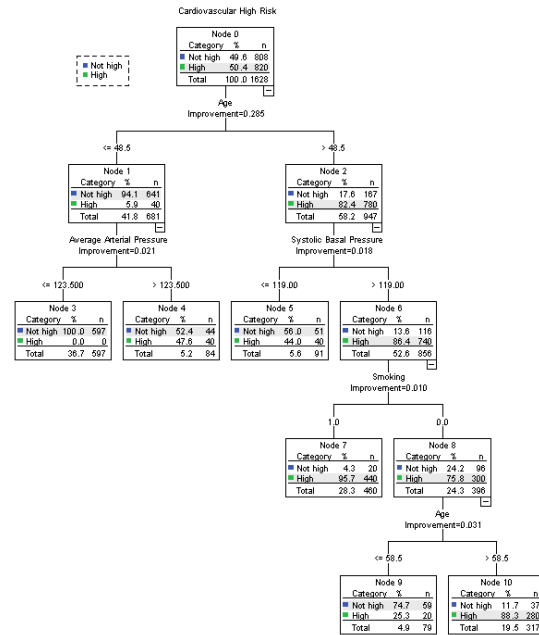 Cardiovascular High Risk
Node 0
Category % n
Not high 49.6 808
High 50.4 820
Total 100.0 1628
Not high
High
Age
Improvement=0.285
<= 48.5
> 48.5
Node 1
Category % n
Not high 94.1 641
High 5.9 40
Total 41.8 681
Node 2
Category % n
Not high 17.6 167
High 82.4 780
Total 58.2 947
Average Arterial Pressure
Improvement=0.021
Systolic Basal Pressure
Improvement=0.018
<= 123.500
> 123.500
<= 119.00
> 119.00
Node 3
Category % n
Not high 100.0 597
High 0.0 0
Total 36.7 597
Node 4
Category % n
Not high 52.4 44
High 47.6 40
Total 5.2 84
Node 5
Category % n
Not high 56.0 51
High 44.0 40
Total 5.6 91
Node 6
Category % n
Not high 13.6 116
High 86.4 740
Total 52.6 856
Smoking
Improvement=0.010
1.0
0.0
Node 7
Category % n
Not high 4.3 20
High 95.7 440
Total 28.3 460
Node 8
Category % n
Not high 24.2 96
High 75.8 300
Total 24.3 396
Age
Improvement=0.031
<= 58.5
> 58.5
Node 9
Category % n
Not high 74.7 59
High 25.3 20
Total 4.9 79
Node 10
Category % n
Not high 11.7 37
High 88.3 280
Total 19.5 317